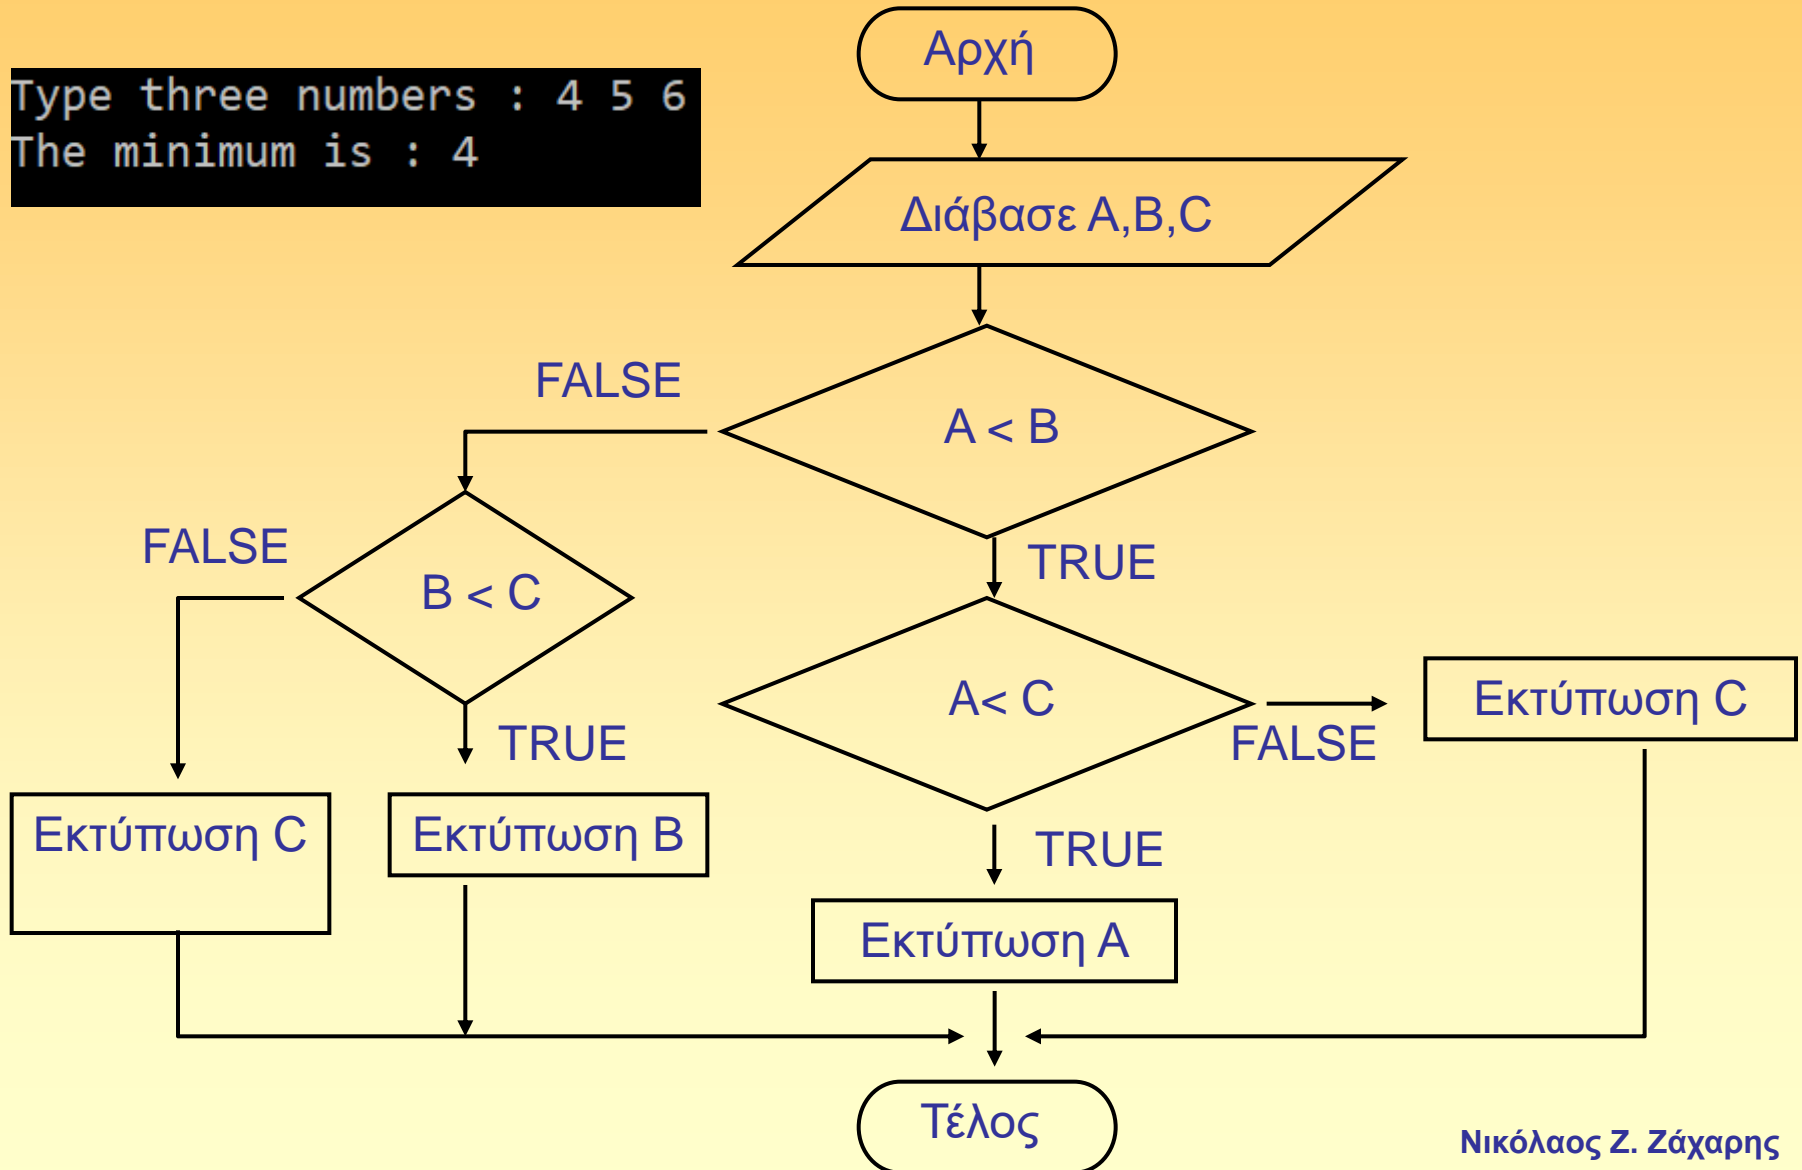 Type three numbers : 4 5 6
The minimum is : 4
Αρχή
Διάβασε A,B,C
A < B
FALSE
TRUE
B < C
FALSE
TRUE
A< C
FALSE
TRUE
Εκτύπωση C
Εκτύπωση C
Εκτύπωση B
Εκτύπωση A
Τέλος
Νικόλαος Ζ. Ζάχαρης